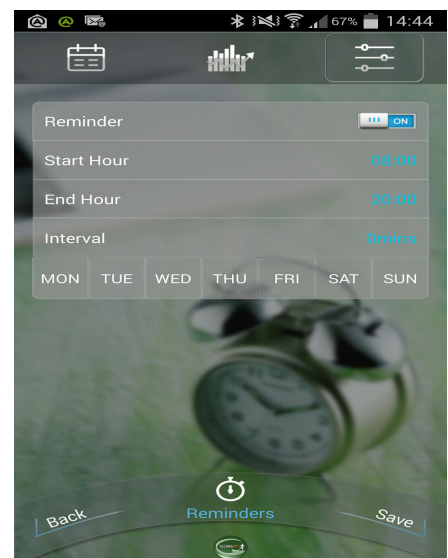 67% 14:44
Reminder ON
Start Hour 08:00
End Hour 90:00
Interval 0mins
MON TUE WED THU FRI SAT SUN
Reminders
Back Save